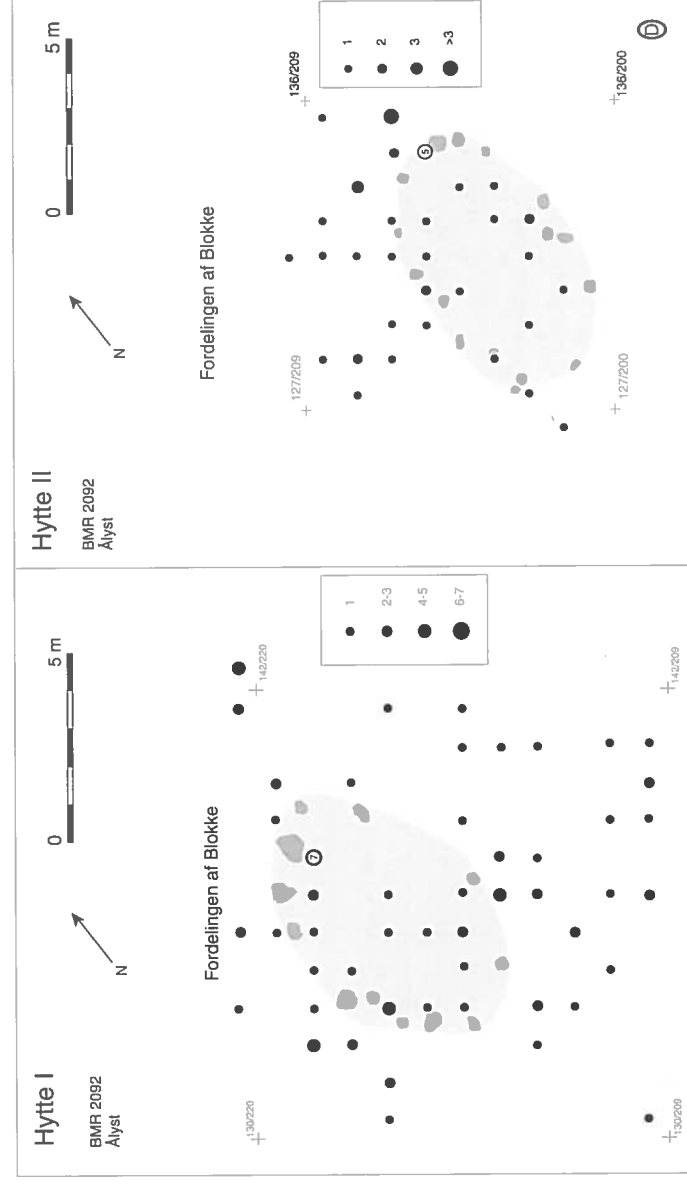 Hytte I
BMR 2092
Ålyst
N
0
5 m
Fordelingen af Blokke
130/220
142/220
7
1
2-3
4-5
6-7
130/209
142/209
Hytte II
BMR 2092
Ålyst
N
0
5 m
Fordelingen af Blokke
127/209
136/209
1
2
3
>3
5
127/200
136/200
D